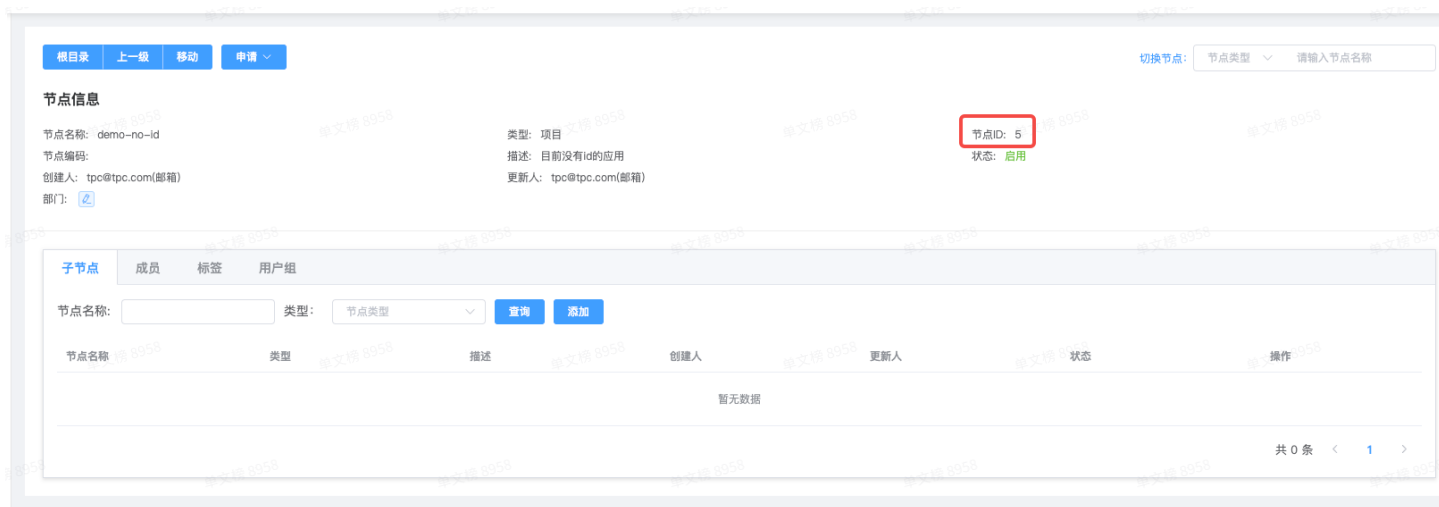 根目录 上一级 移动 申请 切换节点: 节点类型 请输入节点名称
节点信息
节点名称: demo-no-id 类型: 项目 节点ID: 5
节点编码: 描述: 目前没有id的应用 状态: 启用
创建人: tpc@tpc.com(邮箱) 更新人: tpc@tpc.com(邮箱)
部门:
子节点 成员 标签 用户组
节点名称: 类型: 节点类型 查询 添加
节点名称 类型 描述 创建人 更新人 状态 操作
暂无数据
共 0 条 1